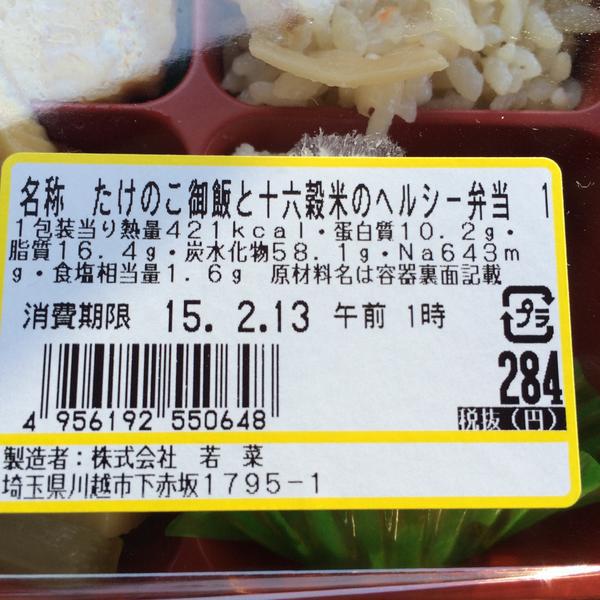 名称 たけのこ御飯と十六穀米のヘルシー弁当 1
1包装当り熱量421kcal・蛋白質10.2g・
脂質16.4g・炭水化物58.1g・Na643m
g・食塩相当量1.6g 原材料名は容器裏面記載
消費期限 15.2.13 午前 1時
プラ
284
税抜(円)
4 956192 550648
製造者:株式会社 若菜
埼玉県川越市下赤坂1795-1